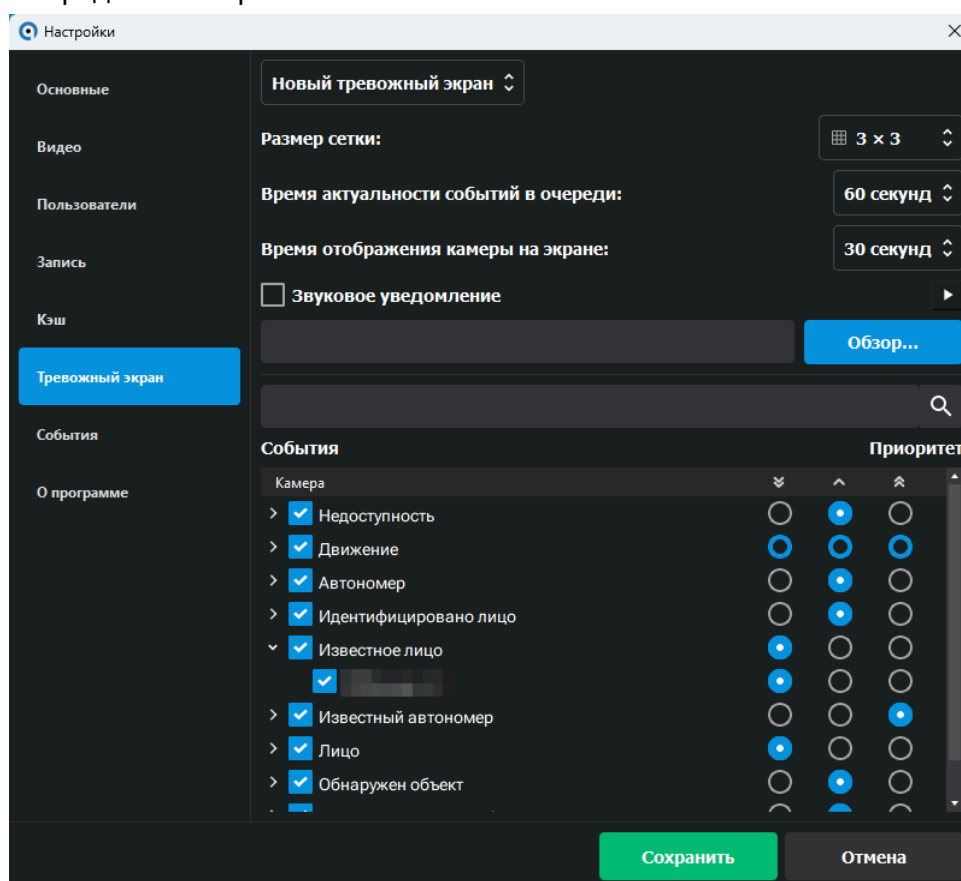 Настройки
Основные
Видео
Пользователи
Запись
Кэш
Тревожный экран
События
О программе
Новый тревожный экран
Размер сетки:
3 × 3
Время актуальности событий в очереди:
60 секунд
Время отображения камеры на экране:
30 секунд
Звуковое уведомление
Обзор...
События
Приоритет
Камера
Недоступность
Движение
Автономер
Идентифицировано лицо
Известное лицо
Известный автономер
Лицо
Обнаружен объект
Сохранить
Отмена